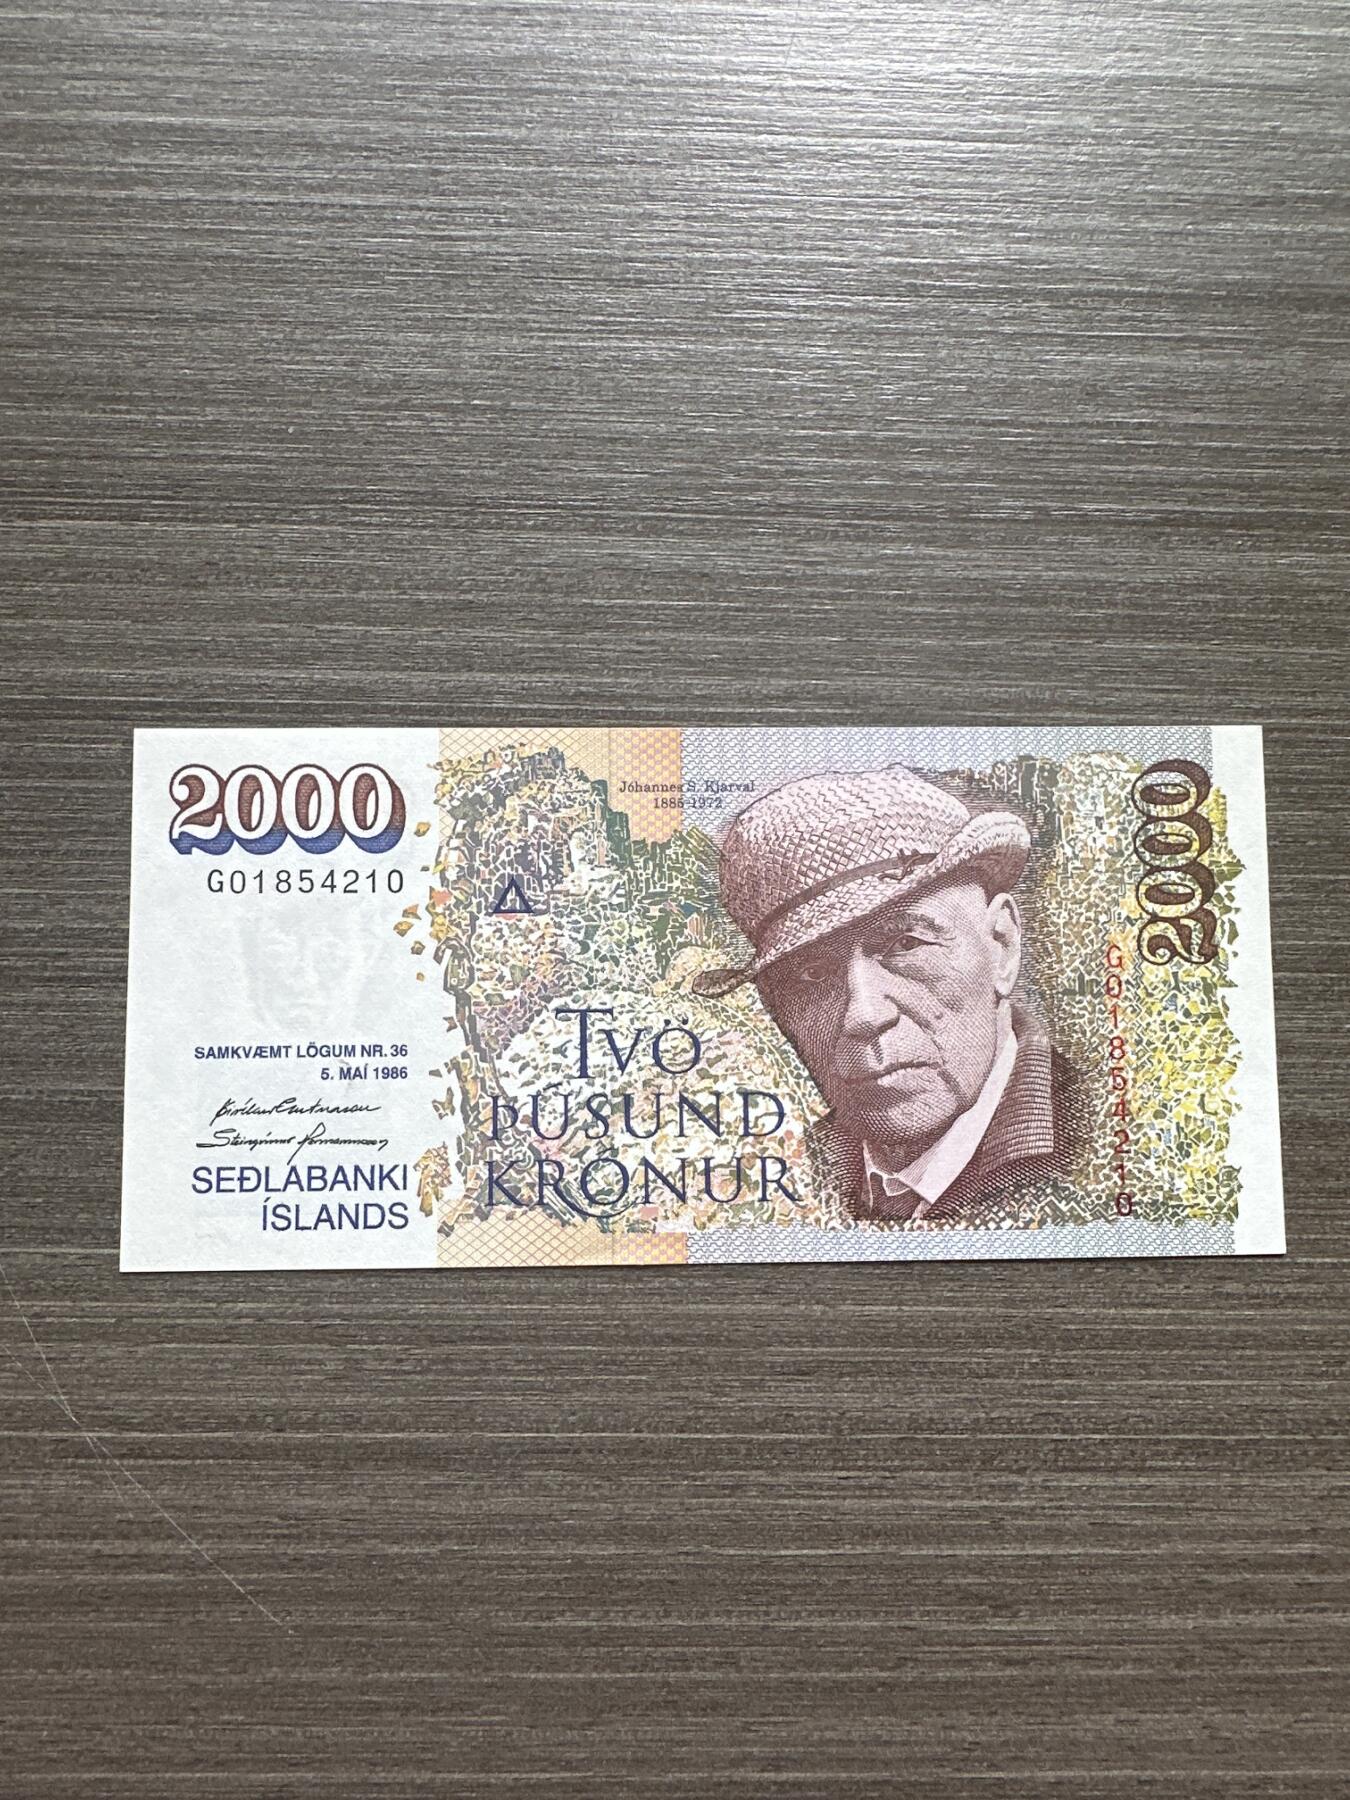 2000
G01854210
Jóhannes S. Kjarval
1885-1972
2000
G01854210
TVÖ
ÞÚSUND
KRÓNUR
SAMKVÆMT LÖGUM NR. 36
5. MAÍ 1986
SEÐLABANKI
ÍSLANDS